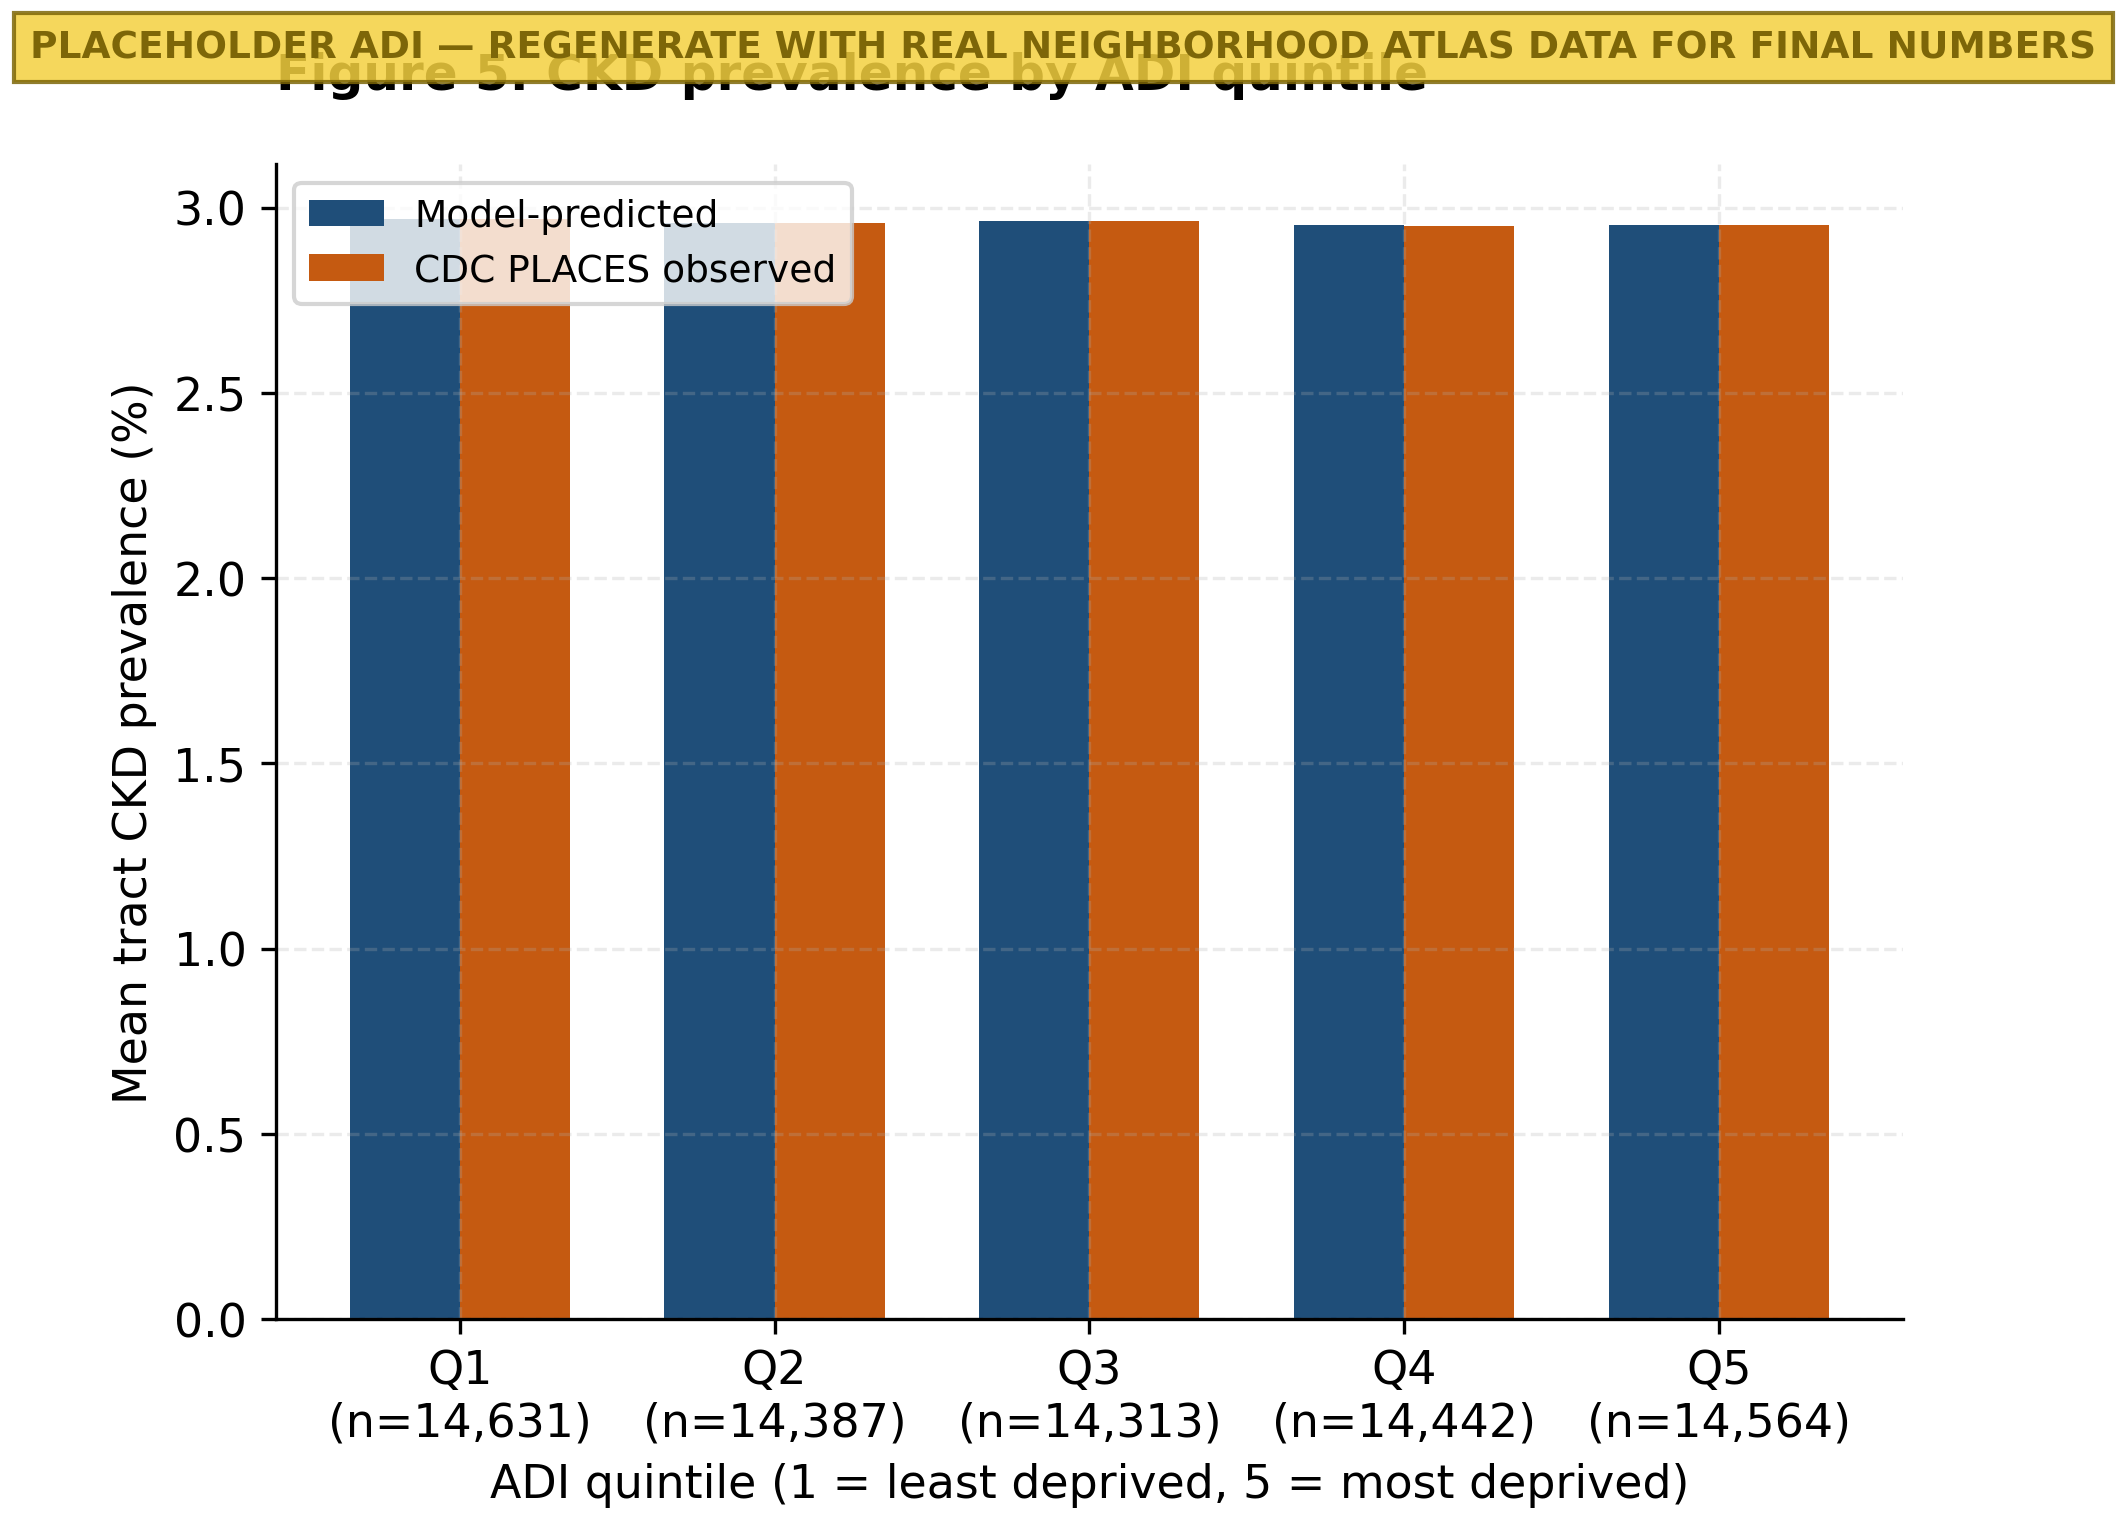 PLACEHOLDER ADI — REGENERATE WITH REAL NEIGHBORHOOD ATLAS DATA FOR FINAL NUMBERS
Figure 5. CKD prevalence by ADI quintile
Model-predicted
CDC PLACES observed
Mean tract CKD prevalence (%)
3.0
2.5
2.0
1.5
1.0
0.5
0.0
Q1 Q2 Q3 Q4 Q5
(n=14,631) (n=14,387) (n=14,313) (n=14,442) (n=14,564)
ADI quintile (1 = least deprived, 5 = most deprived)